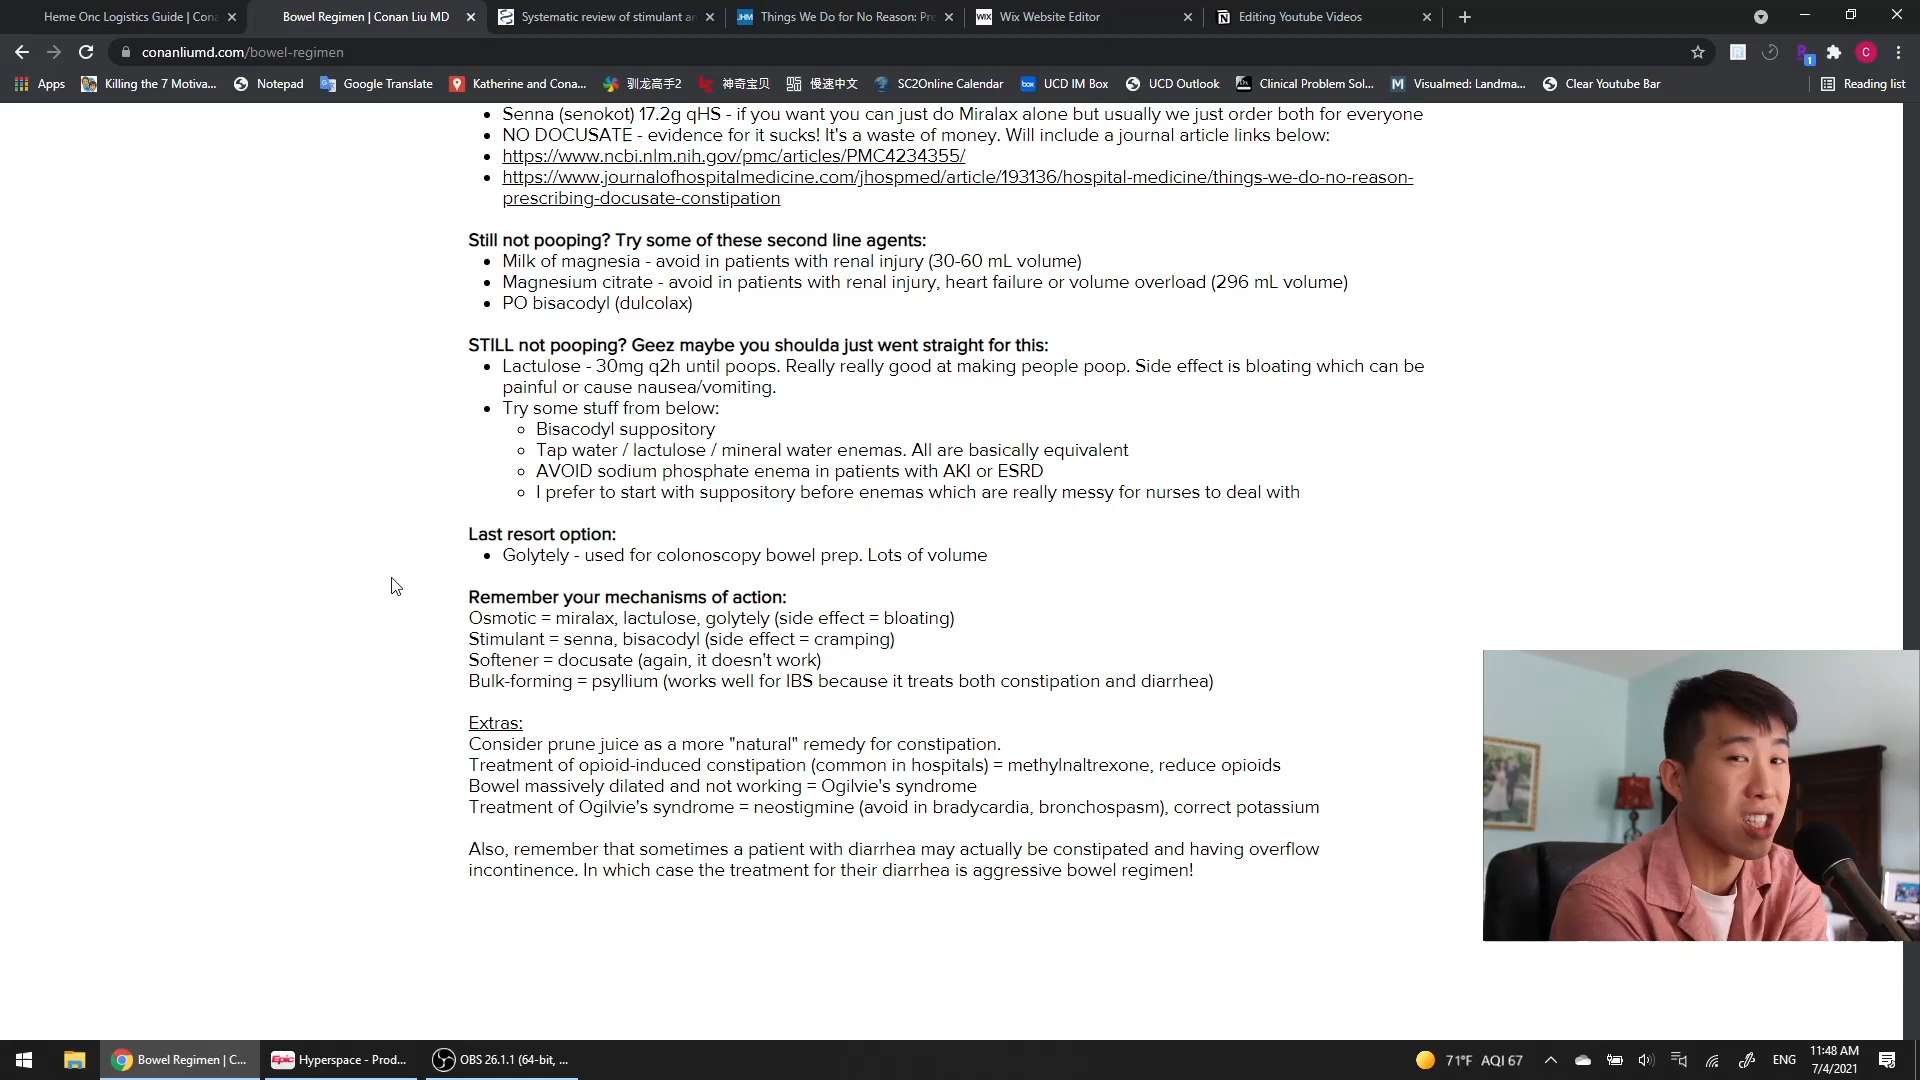 Heme Onc Logistics Guide | Cona
Bowel Regimen | Conan Liu MD
Systematic review of stimulant an
JHM
Things We Do for No Reason: Pre
WIX
Wix Website Editor
Editing Youtube Videos
conanliumd.com/bowel-regimen
C
1
Apps
Killing the 7 Motiva...
Notepad
Google Translate
Katherine and Cona...
驯龙高手2
神奇宝贝
慢速中文
SC2Online Calendar
box
UCD IM Box
UCD Outlook
Clinical Problem Sol...
M
Visualmed: Landma...
Clear Youtube Bar
Reading list
Senna (senokot) 17.2g qHS - if you want you can just do Miralax alone but usually we just order both for everyone
NO DOCUSATE - evidence for it sucks! It's a waste of money. Will include a journal article links below:
https://www.ncbi.nlm.nih.gov/pmc/articles/PMC4234355/
https://www.journalofhospitalmedicine.com/jhospmed/article/193136/hospital-medicine/things-we-do-no-reason-
prescribing-docusate-constipation
Still not pooping? Try some of these second line agents:
Milk of magnesia - avoid in patients with renal injury (30-60 mL volume)
Magnesium citrate - avoid in patients with renal injury, heart failure or volume overload (296 mL volume)
PO bisacodyl (dulcolax)
STILL not pooping? Geez maybe you shoulda just went straight for this:
Lactulose - 30mg q2h until poops. Really really good at making people poop. Side effect is bloating which can be
painful or cause nausea/vomiting.
Try some stuff from below:
Bisacodyl suppository
Tap water / lactulose / mineral water enemas. All are basically equivalent
AVOID sodium phosphate enema in patients with AKI or ESRD
I prefer to start with suppository before enemas which are really messy for nurses to deal with
Last resort option:
Golytely - used for colonoscopy bowel prep. Lots of volume
Remember your mechanisms of action:
Osmotic = miralax, lactulose, golytely (side effect = bloating)
Stimulant = senna, bisacodyl (side effect = cramping)
Softener = docusate (again, it doesn't work)
Bulk-forming = psyllium (works well for IBS because it treats both constipation and diarrhea)
Extras:
Consider prune juice as a more "natural" remedy for constipation.
Treatment of opioid-induced constipation (common in hospitals) = methylnaltrexone, reduce opioids
Bowel massively dilated and not working = Ogilvie's syndrome
Treatment of Ogilvie's syndrome = neostigmine (avoid in bradycardia, bronchospasm), correct potassium
Also, remember that sometimes a patient with diarrhea may actually be constipated and having overflow
incontinence. In which case the treatment for their diarrhea is aggressive bowel regimen!
Bowel Regimen | C...
Epic
Hyperspace - Prod...
OBS 26.1.1 (64-bit, ...
71°F AQI 67
ENG
11:48 AM
7/4/2021